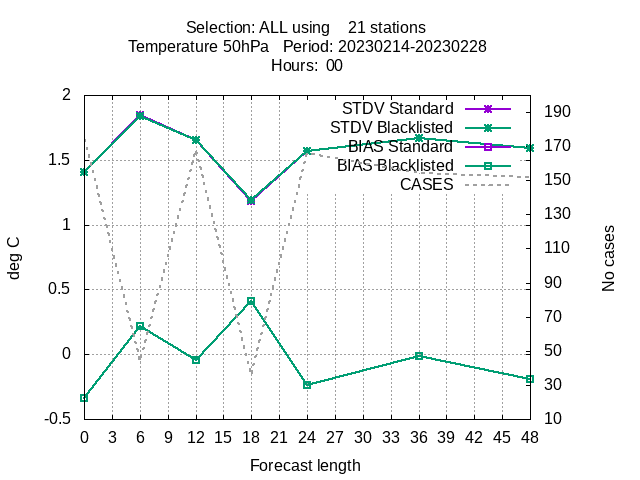 Selection: ALL using 21 stations
Temperature 50hPa Period: 20230214-20230228
Hours: 00
STDV Standard
STDV Blacklisted
BIAS Standard
BIAS Blacklisted
CASES
2
1.5
1
0.5
0
-0.5
deg C
190
170
150
130
110
90
70
50
30
10
No cases
0 3 6 9 12 15 18 21 24 27 30 33 36 39 42 45 48
Forecast length